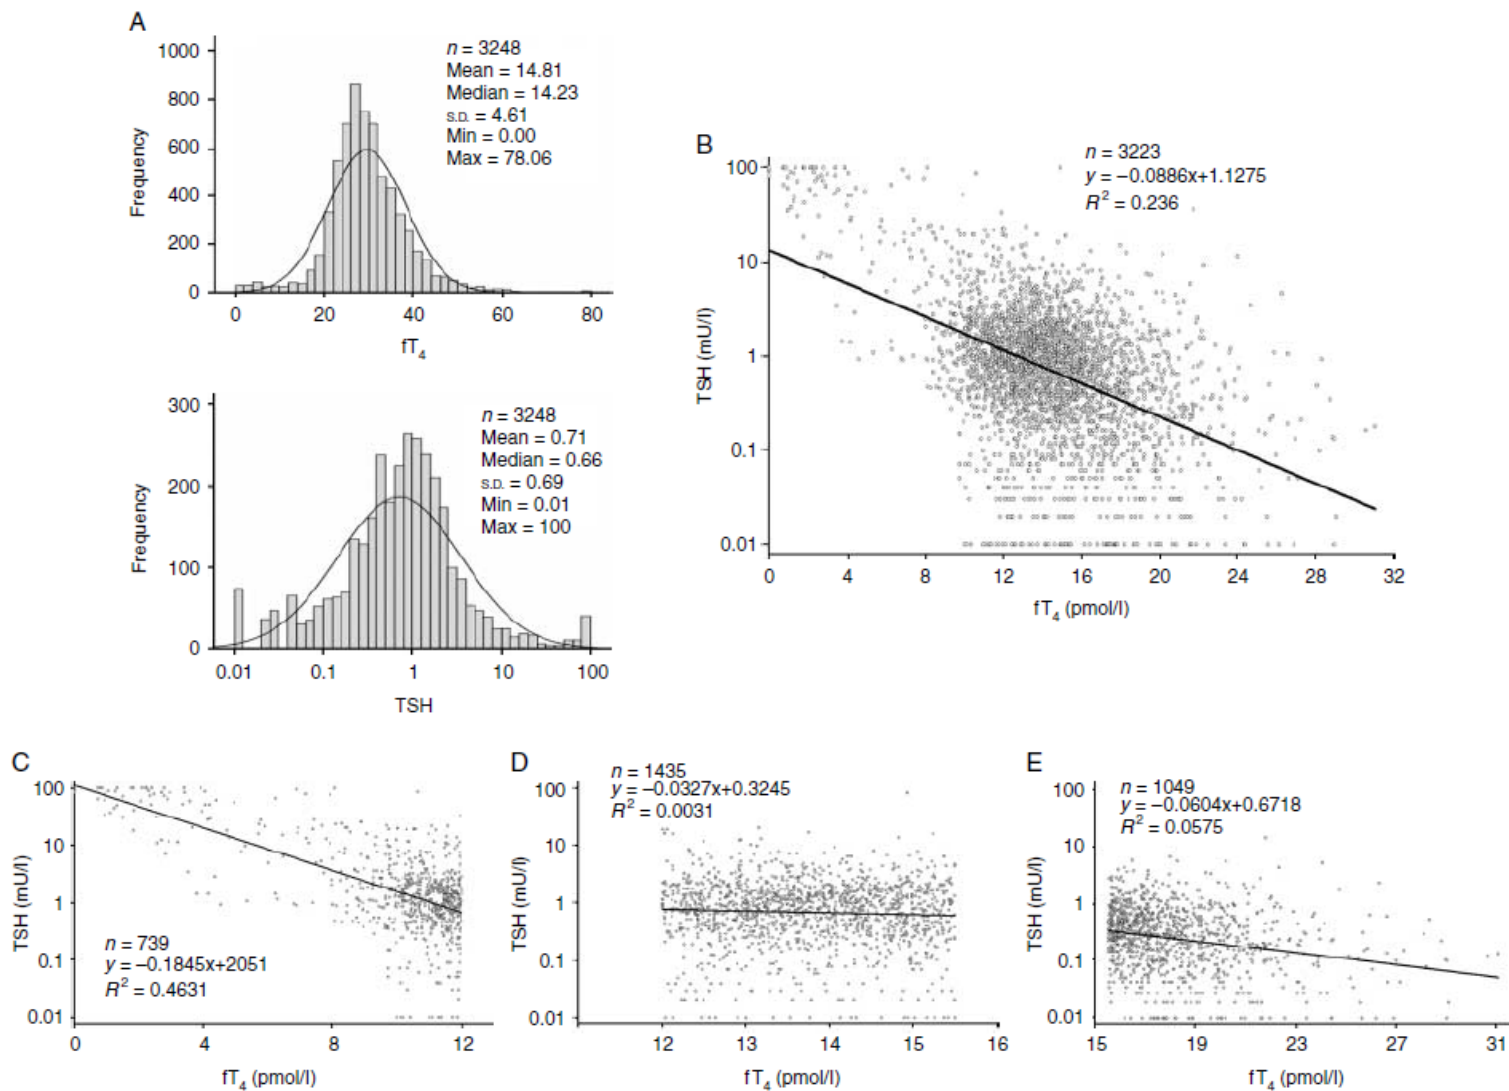 A
1000
800
600
400
200
0
Frequency
n = 3248
Mean = 14.81
Median = 14.23
S.D. = 4.61
Min = 0.00
Max = 78.06
0 20 40 60 80
fT4
300
200
100
0
Frequency
n = 3248
Mean = 0.71
Median = 0.66
S.D. = 0.69
Min = 0.01
Max = 100
0.01 0.1 1 10 100
TSH
B
n = 3223
y = −0.0886x+1.1275
R2 = 0.236
100
10
1
0.1
0.01
TSH (mU/l)
0 4 8 12 16 20 24 28 32
fT4 (pmol/l)
C
100
10
1
0.1
0.01
TSH (mU/l)
n = 739
y = −0.1845x+2051
R2 = 0.4631
0 4 8 12
fT4 (pmol/l)
D
n = 1435
y = −0.0327x+0.3245
R2 = 0.0031
100
10
1
0.1
0.01
TSH (mU/l)
12 13 14 15 16
fT4 (pmol/l)
E
n = 1049
y = −0.0604x+0.6718
R2 = 0.0575
100
10
1
0.1
0.01
TSH (mU/l)
15 19 23 27 31
fT4 (pmol/l)